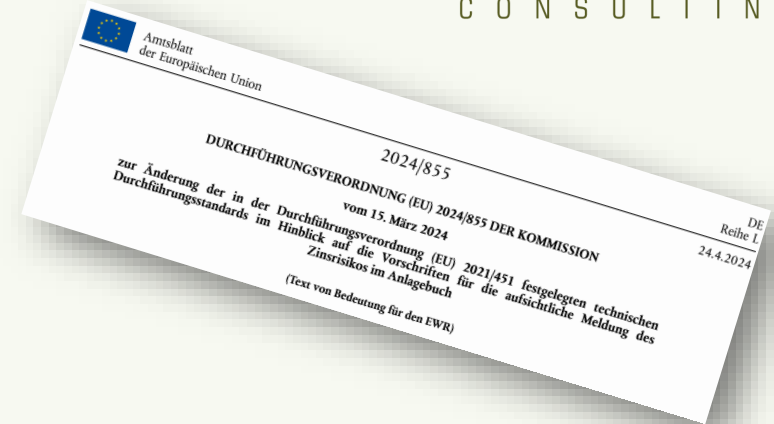 CONSULTIN
Amtsblatt
der Europäischen Union
DE
Reihe L
2024/855
24.4.2024
DURCHFÜHRUNGSVERORDNUNG (EU) 2024/855 DER KOMMISSION
vom 15. März 2024
zur Änderung der in der Durchführungsverordnung (EU) 2021/451 festgelegten technischen
Durchführungsstandards im Hinblick auf die Vorschriften für die aufsichtliche Meldung des
Zinsrisikos im Anlagebuch
(Text von Bedeutung für den EWR)